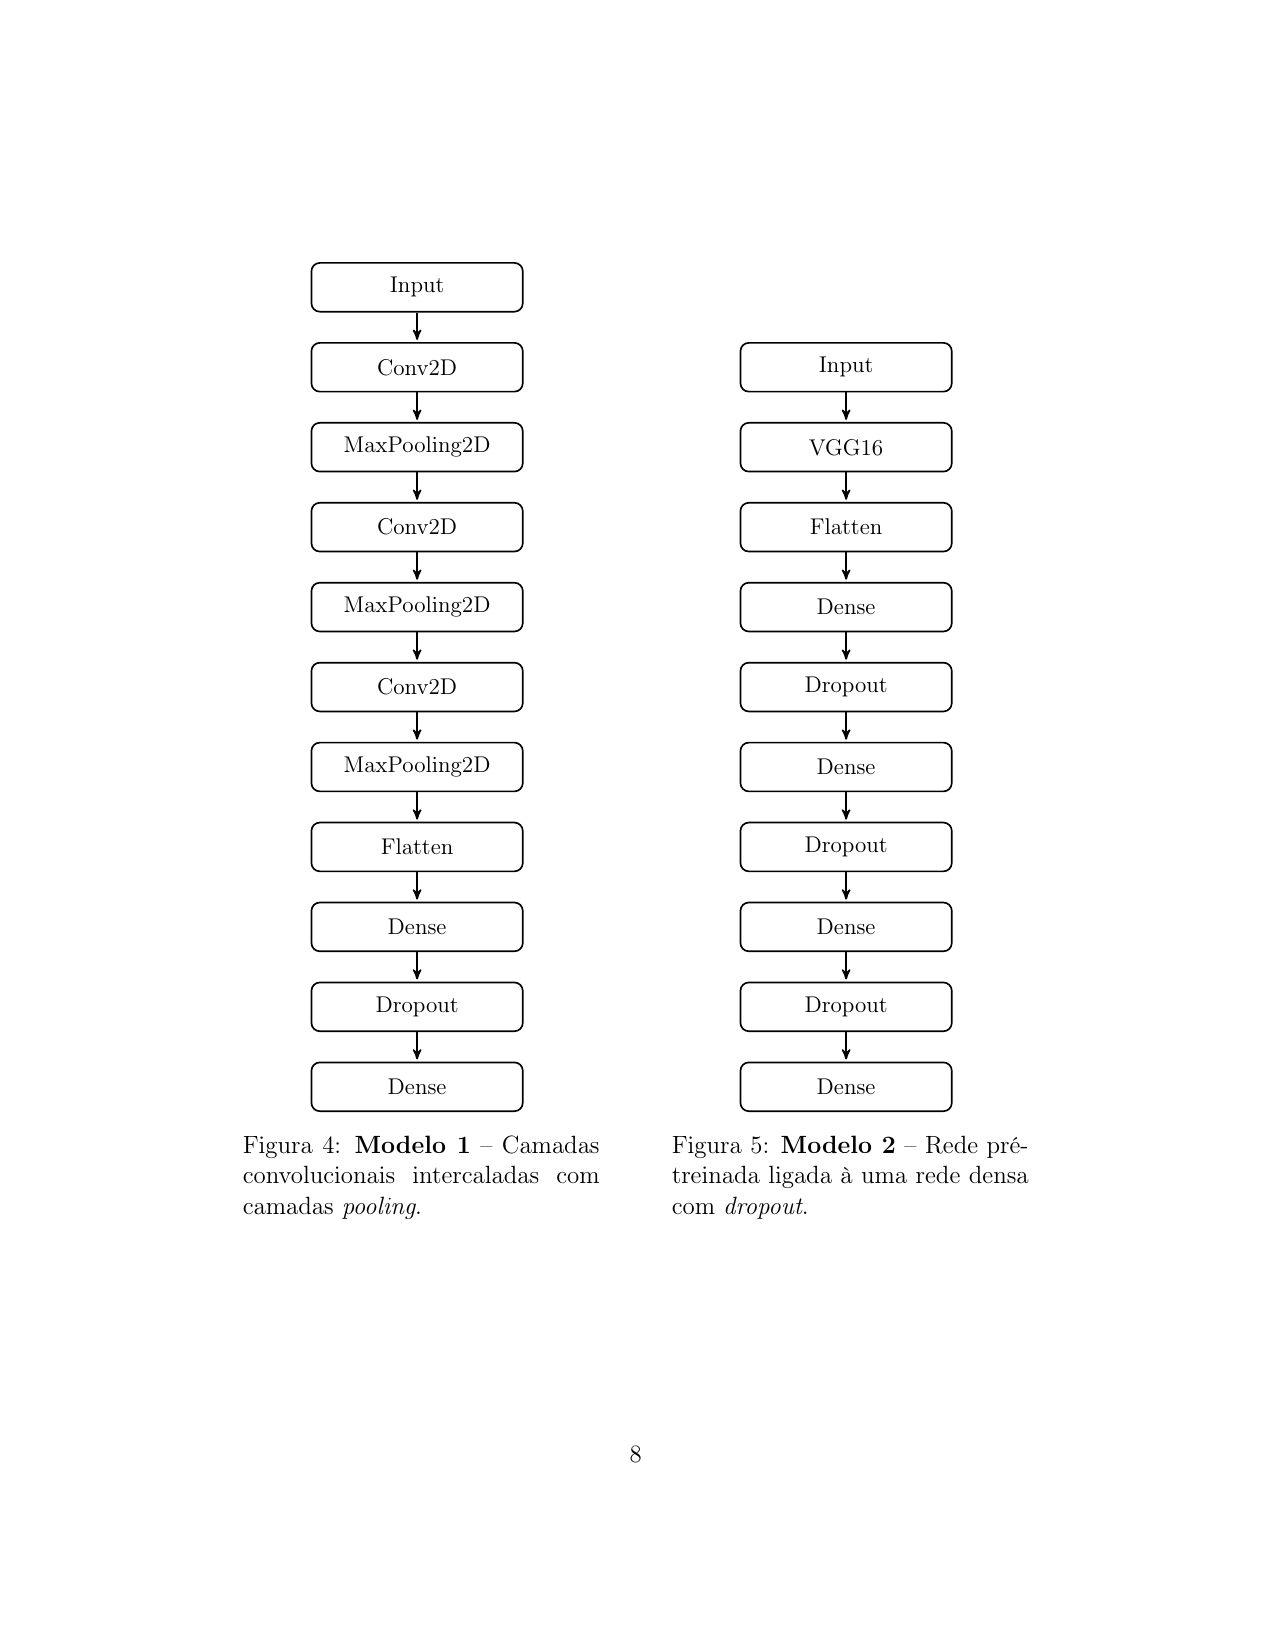 Input
Conv2D
MaxPooling2D
Conv2D
MaxPooling2D
Conv2D
MaxPooling2D
Flatten
Dense
Dropout
Dense
Figura 4: Modelo 1 – Camadas
convolucionais intercaladas com
camadas pooling.
Input
VGG16
Flatten
Dense
Dropout
Dense
Dropout
Dense
Dropout
Dense
Figura 5: Modelo 2 – Rede pré-
treinada ligada à uma rede densa
com dropout.
8